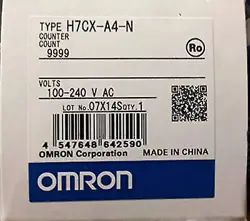 TYPE H7CX-A4-N
COUNTER
COUNT
9999
Ro
VOLTS
100-240 V AC
LOT No. 07X14S QTY. 1
4 547648 642590
OMRON Corporation
MADE IN CHINA
OMRON